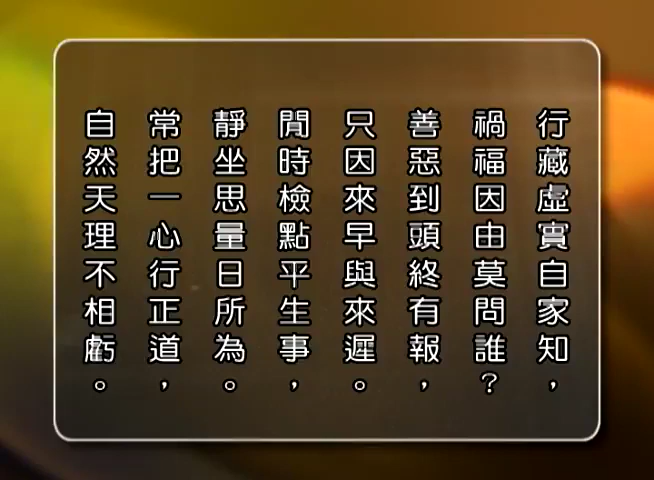 行藏虛實自家知，
禍福因由莫問誰？
善惡到頭終有報，
只因來早與來遲。
閒時檢點平生事，
靜坐思量日所為。
常把一心行正道，
自然天理不相虧。